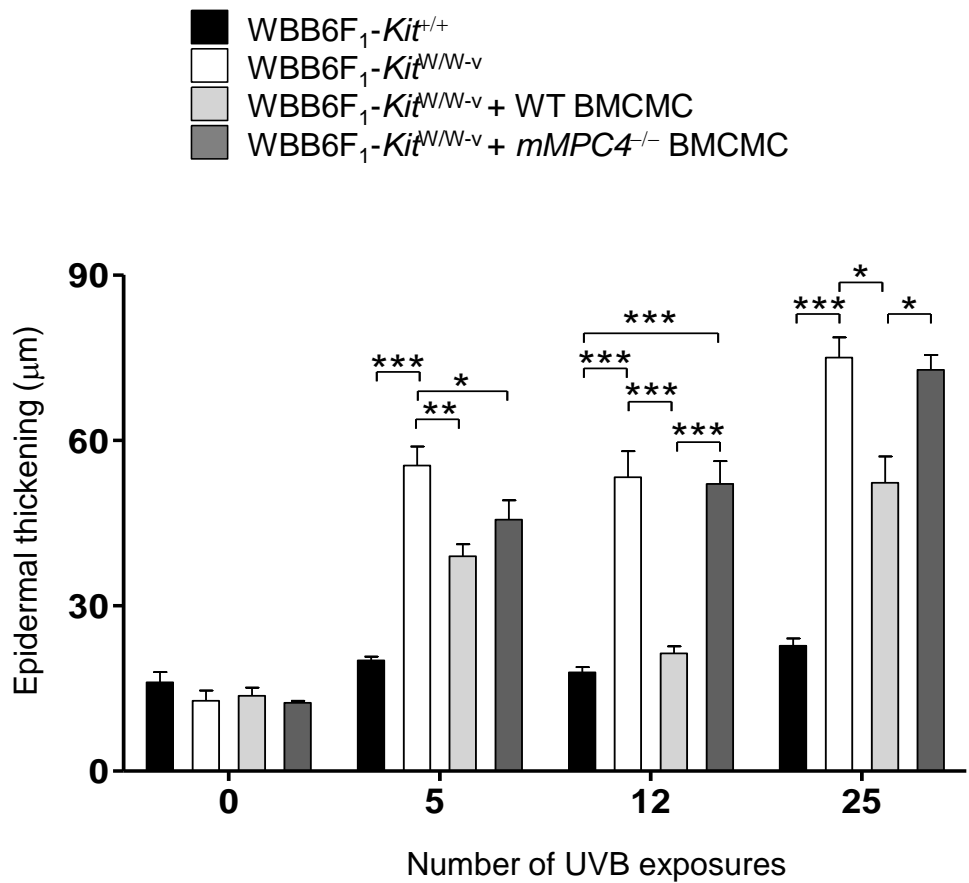 WBB6F₁-Kit⁺/⁺
WBB6F₁-Kitᵂ/ᵂ⁻ᵛ
WBB6F₁-Kitᵂ/ᵂ⁻ᵛ + WT BMCMC
WBB6F₁-Kitᵂ/ᵂ⁻ᵛ + mMPC4⁻/⁻ BMCMC
Epidermal thickening (μm)
90
60
30
0
***
*
**
***
***
***
***
*
***
*
0 5 12 25
Number of UVB exposures